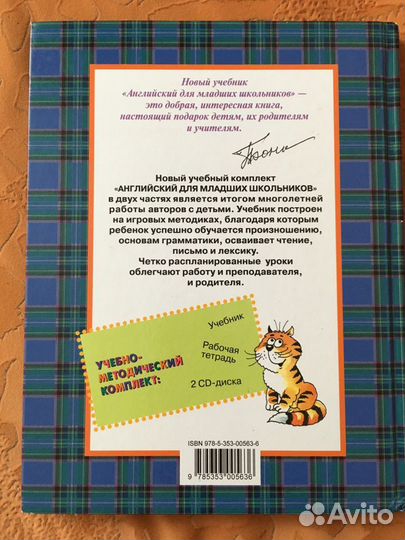 Новый учебник
«Английский для младших школьников» —
это добрая, интересная книга,
настоящий подарок детям, их родителям
и учителям.
Новый учебный комплект
«АНГЛИЙСКИЙ ДЛЯ МЛАДШИХ ШКОЛЬНИКОВ»
в двух частях является итогом многолетней
работы авторов с детьми. Учебник построен
на игровых методиках, благодаря которым
ребенок успешно обучается произношению,
основам грамматики, осваивает чтение,
письмо и лексику.
Четко распланированные уроки
облегчают работу и преподавателя,
и родителя.
УЧЕБНО-
МЕТОДИЧЕСКИЙ
КОМПЛЕКТ:
Учебник
Рабочая
тетрадь
2 CD-диска
ISBN 978-5-353-00563-6
9 785353 005636
Avito